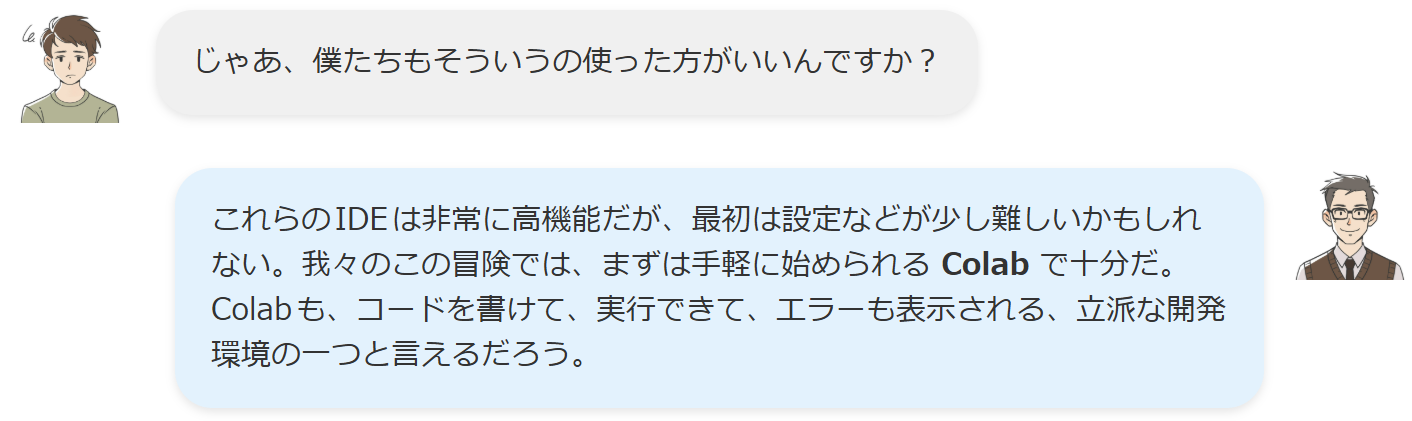 じゃあ、僕たちもそういうの使った方がいいんですか？
これらのIDEは非常に高機能だが、最初は設定などが少し難しいかもしれ
ない。我々のこの冒険では、まずは手軽に始められる Colab で十分だ。
Colabも、コードを書けて、実行できて、エラーも表示される、立派な開発
環境の一つと言えるだろう。